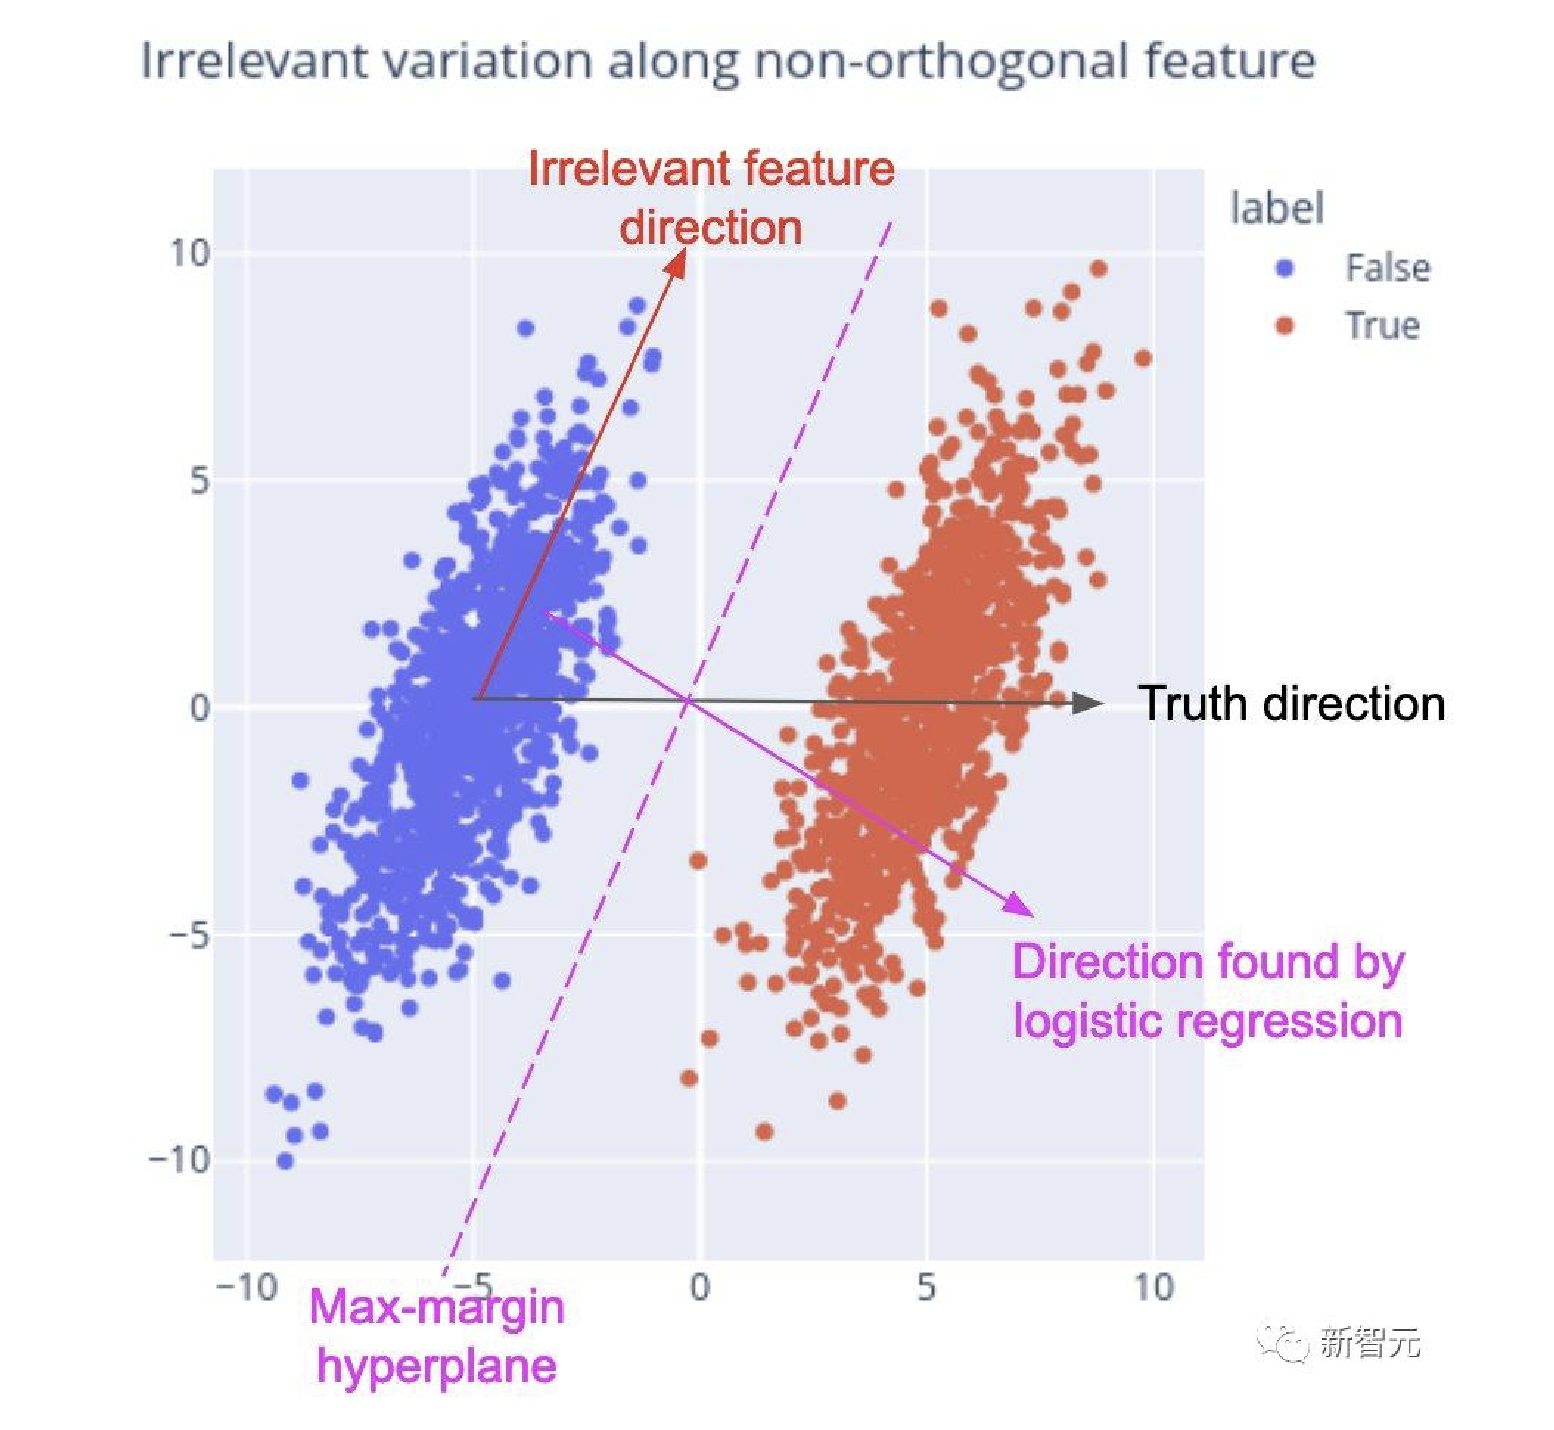 Irrelevant variation along non-orthogonal feature
Irrelevant feature
direction
label
False
True
10
5
0
−5
−10
Truth direction
Direction found by
logistic regression
−10
−5
0
5
10
Max-margin
hyperplane
新智元